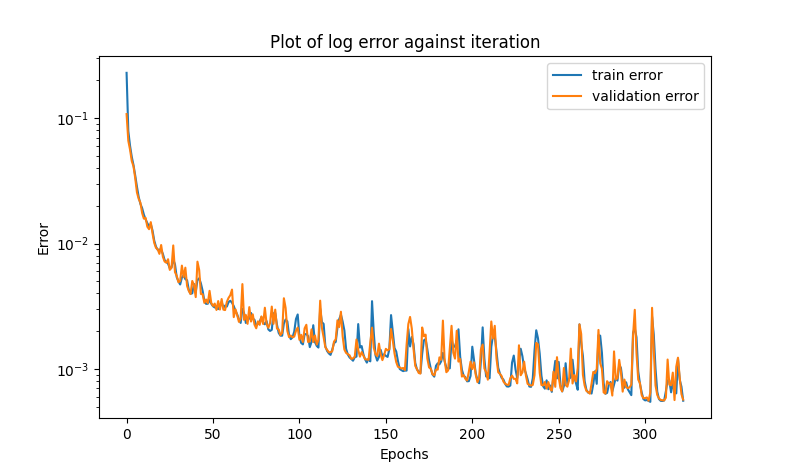 Plot of log error against iteration
train error
validation error
Error
10⁻¹
10⁻²
10⁻³
0 50 100 150 200 250 300
Epochs